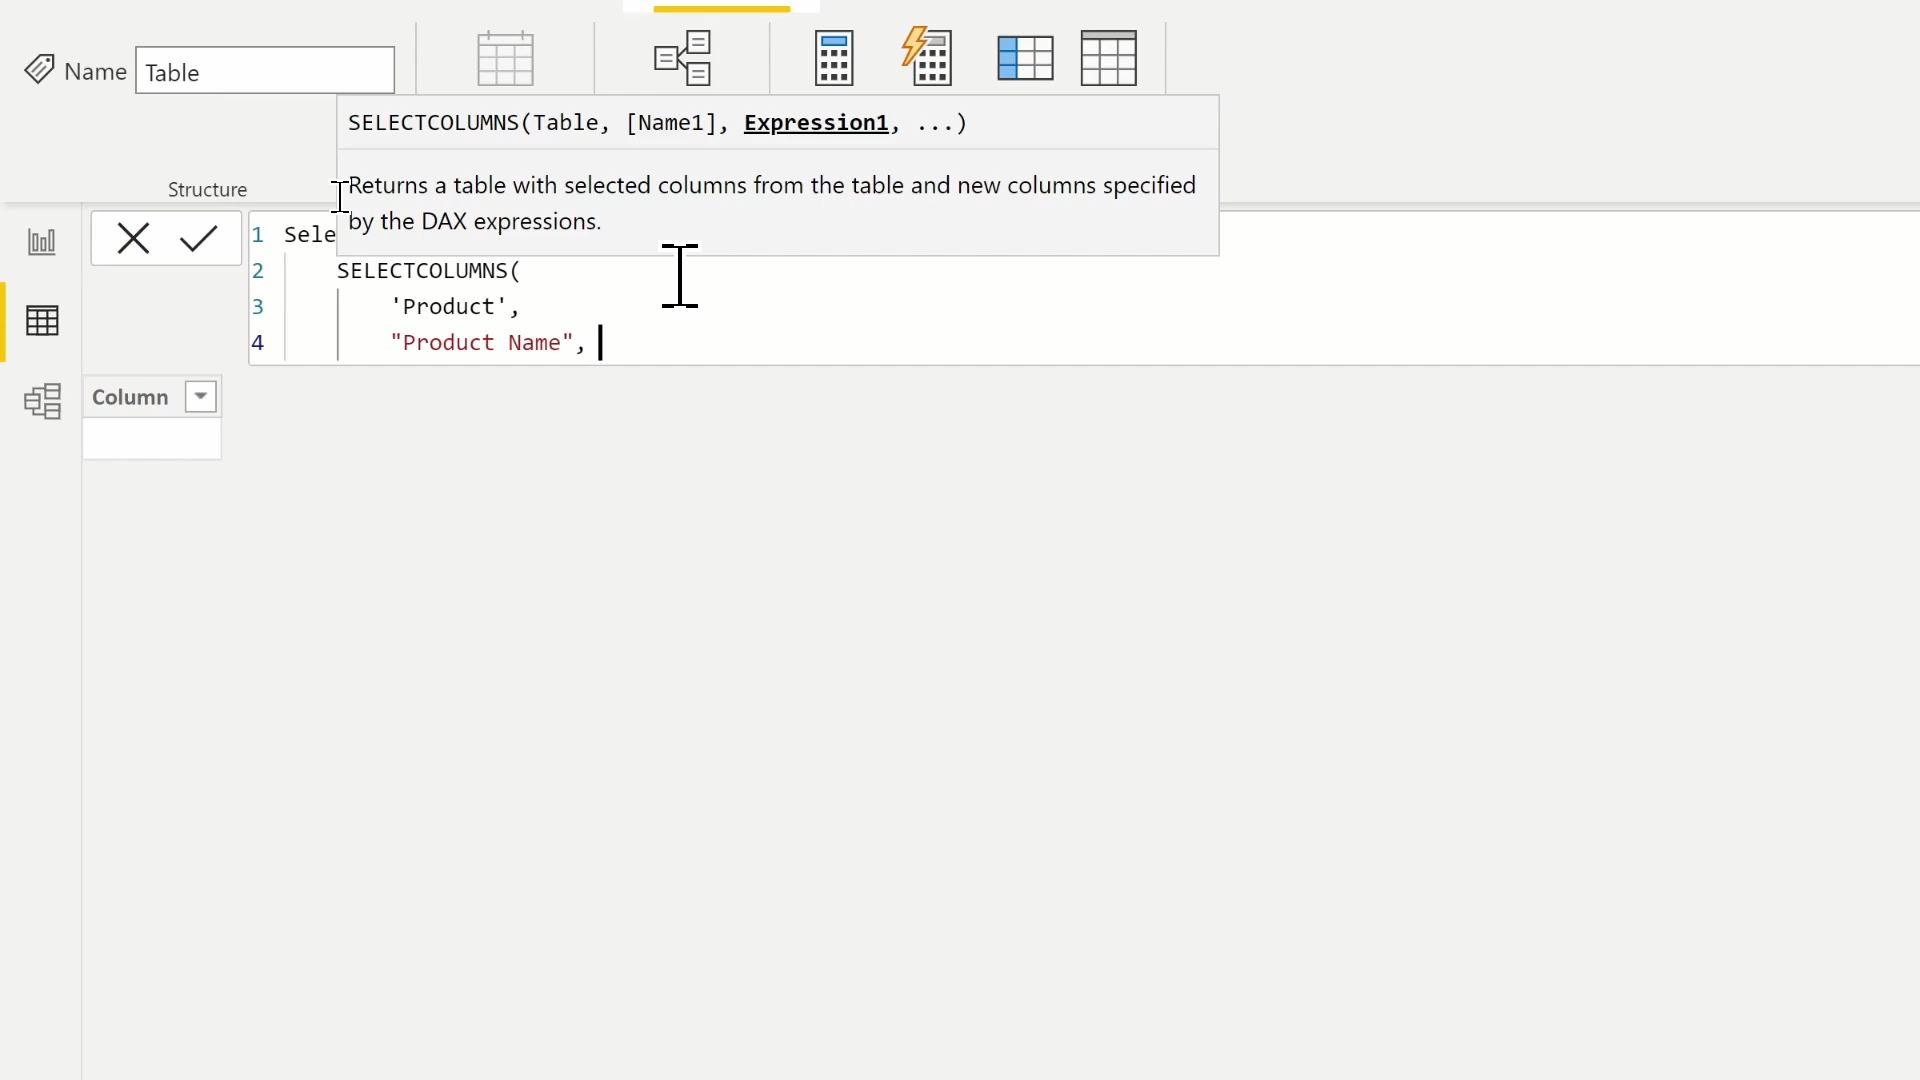 Name Table
SELECTCOLUMNS(Table, [Name1], Expression1, ...)
Returns a table with selected columns from the table and new columns specified
by the DAX expressions.
Structure
1 Sele
2 SELECTCOLUMNS(
3 'Product',
4 "Product Name",
Column